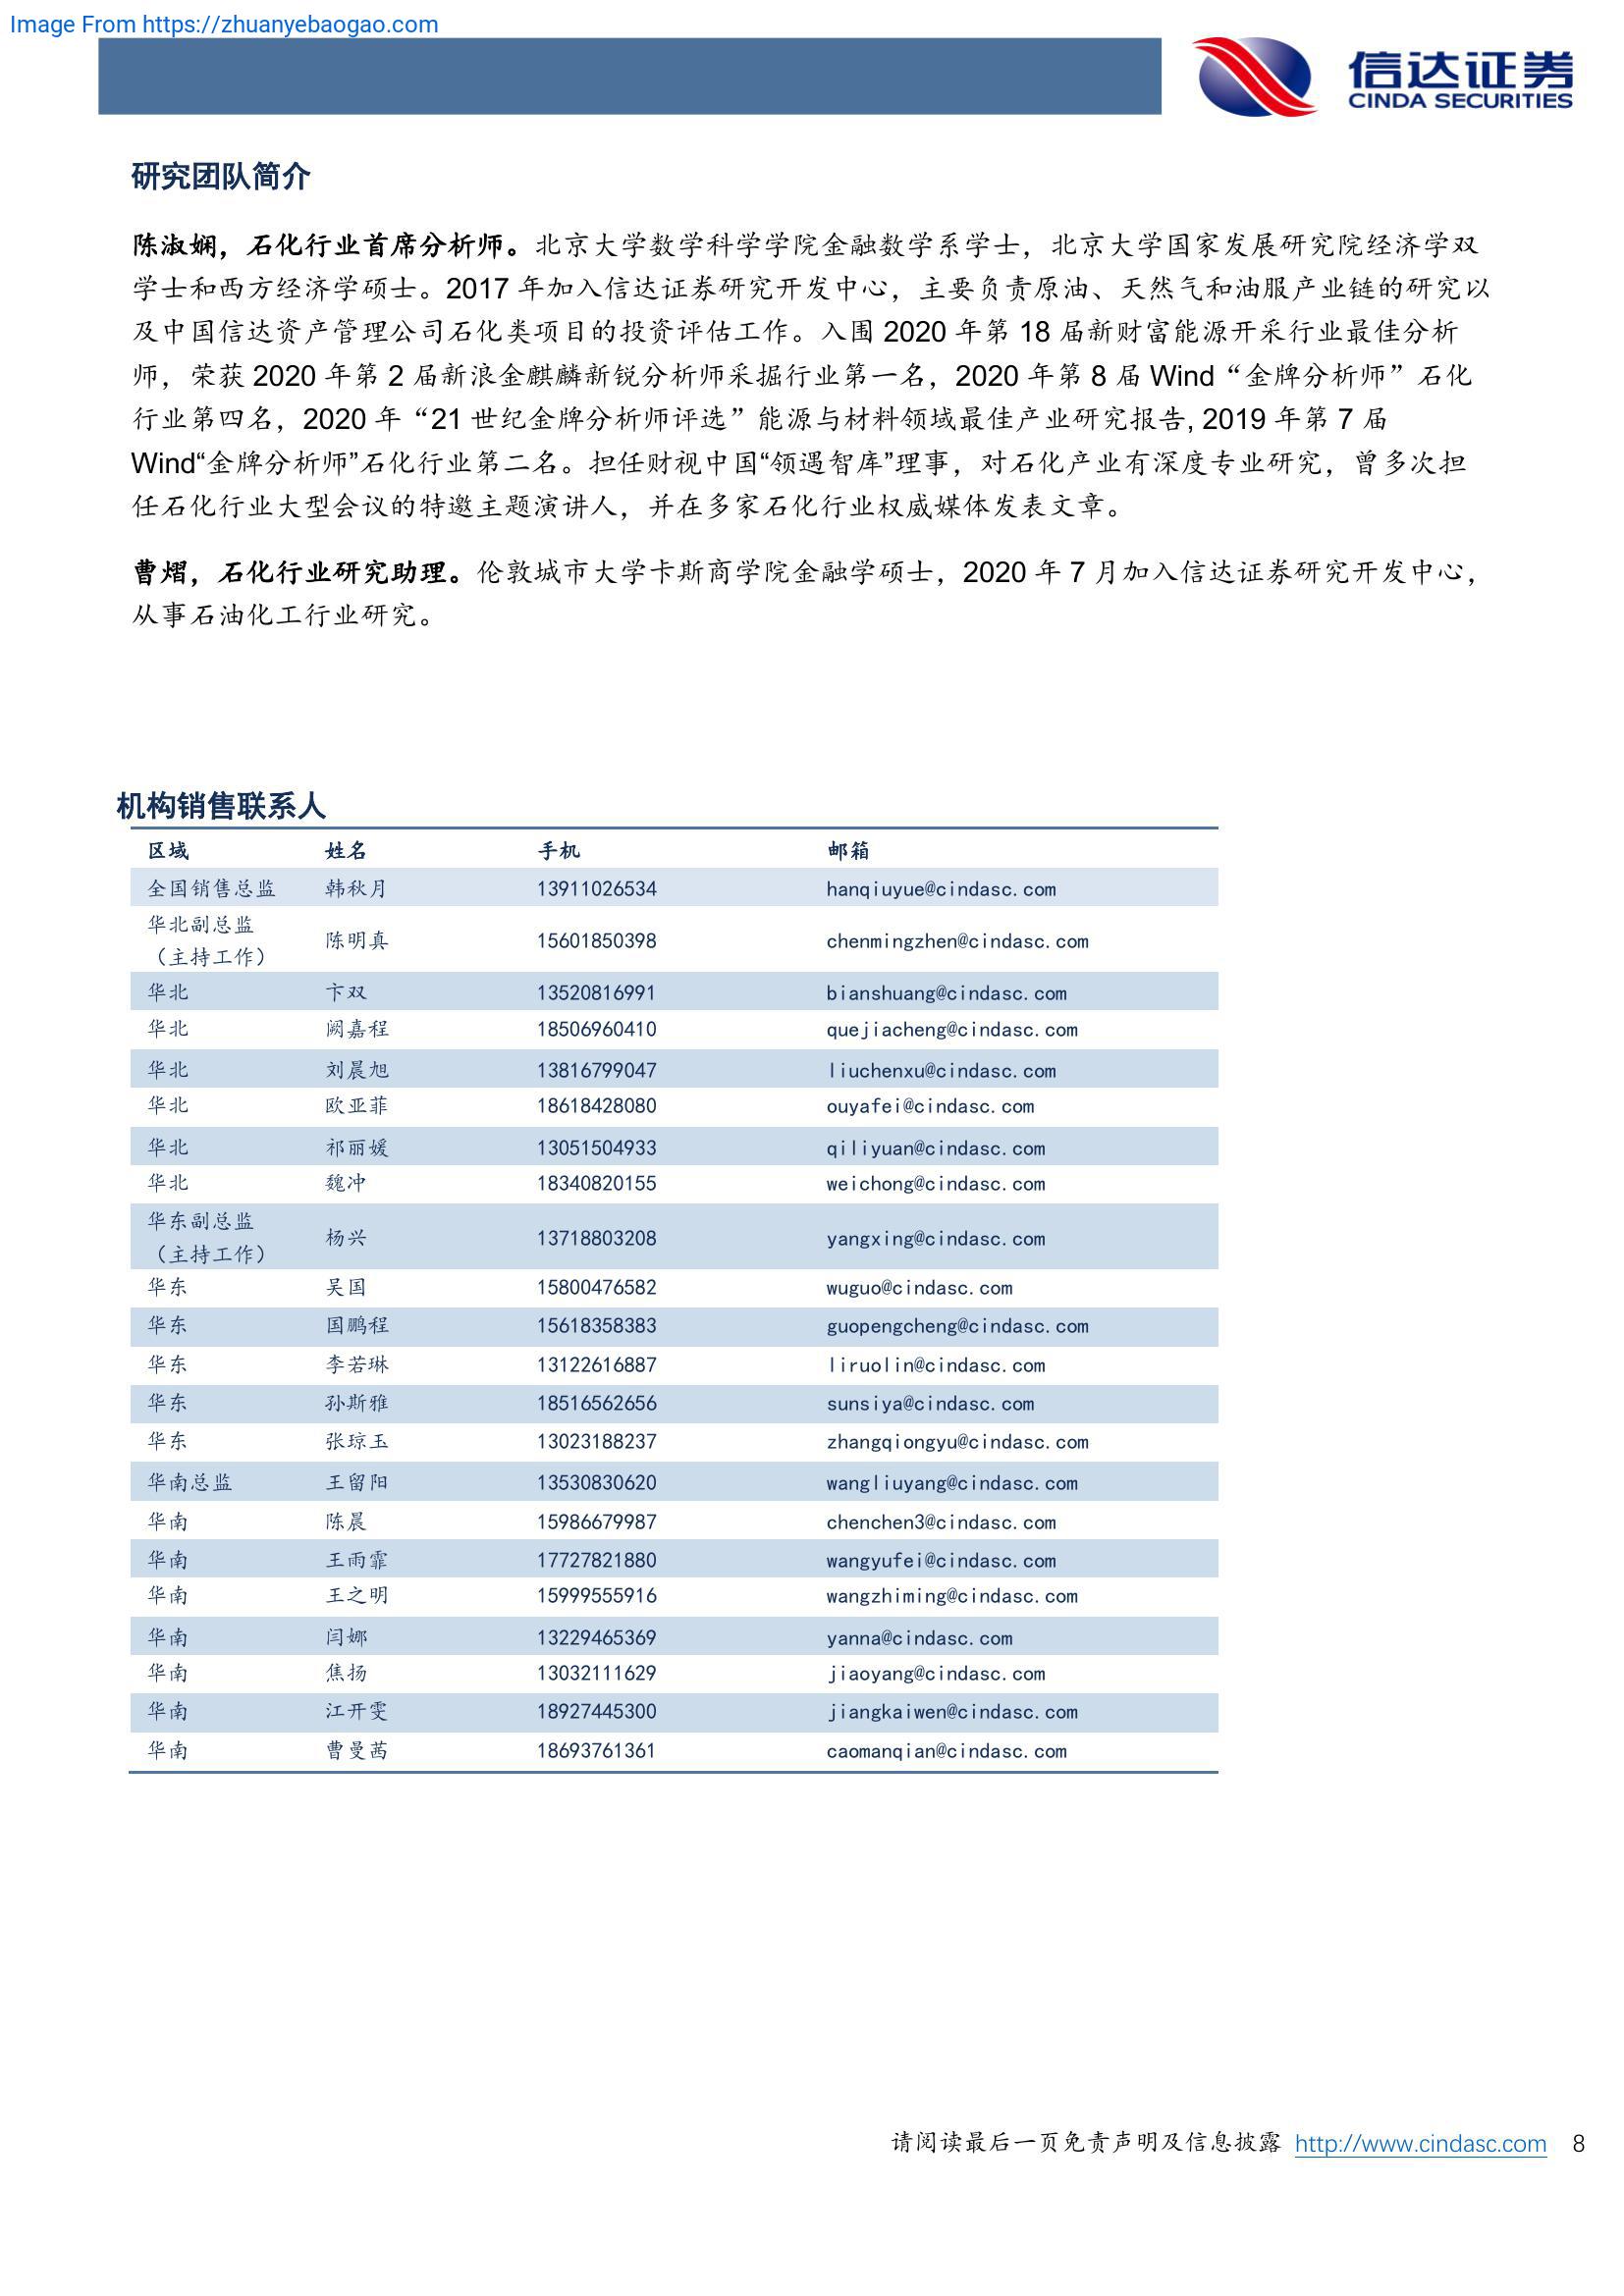 Image From https://zhuanyebaogao.com
信达证券
CINDA SECURITIES
研究团队简介
陈淑娴，石化行业首席分析师。北京大学数学科学学院金融数学系学士，北京大学国家发展研究院经济学双
学士和西方经济学硕士。2017 年加入信达证券研究开发中心，主要负责原油、天然气和油服产业链的研究以
及中国信达资产管理公司石化类项目的投资评估工作。入围 2020 年第 18 届新财富能源开采行业最佳分析
师，荣获 2020 年第 2 届新浪金麒麟新锐分析师采掘行业第一名，2020 年第 8 届 Wind“金牌分析师”石化
行业第四名，2020 年“21 世纪金牌分析师评选”能源与材料领域最佳产业研究报告, 2019 年第 7 届
Wind“金牌分析师”石化行业第二名。担任财视中国“领遇智库”理事，对石化产业有深度专业研究，曾多次担
任石化行业大型会议的特邀主题演讲人，并在多家石化行业权威媒体发表文章。
曹熠，石化行业研究助理。伦敦城市大学卡斯商学院金融学硕士，2020 年 7 月加入信达证券研究开发中心，
从事石油化工行业研究。
机构销售联系人
区域 姓名 手机 邮箱
全国销售总监 韩秋月 13911026534 hanqiuyue@cindasc.com
华北副总监
（主持工作） 陈明真 15601850398 chenmingzhen@cindasc.com
华北 卞双 13520816991 bianshuang@cindasc.com
华北 阙嘉程 18506960410 quejiacheng@cindasc.com
华北 刘晨旭 13816799047 liuchenxu@cindasc.com
华北 欧亚菲 18618428080 ouyafei@cindasc.com
华北 祁丽媛 13051504933 qiliyuan@cindasc.com
华北 魏冲 18340820155 weichong@cindasc.com
华东副总监
（主持工作） 杨兴 13718803208 yangxing@cindasc.com
华东 吴国 15800476582 wuguo@cindasc.com
华东 国鹏程 15618358383 guopengcheng@cindasc.com
华东 李若琳 13122616887 liruolin@cindasc.com
华东 孙斯雅 18516562656 sunsiya@cindasc.com
华东 张琼玉 13023188237 zhangqiongyu@cindasc.com
华南总监 王留阳 13530830620 wangliuyang@cindasc.com
华南 陈晨 15986679987 chenchen3@cindasc.com
华南 王雨霏 17727821880 wangyufei@cindasc.com
华南 王之明 15999555916 wangzhiming@cindasc.com
华南 闫娜 13229465369 yanna@cindasc.com
华南 焦扬 13032111629 jiaoyang@cindasc.com
华南 江开雯 18927445300 jiangkaiwen@cindasc.com
华南 曹曼茜 18693761361 caomanqian@cindasc.com
请阅读最后一页免责声明及信息披露 http://www.cindasc.com 8